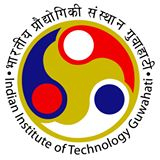 भारतीय प्रौद्योगिकी संस्थान गुवाहाटी
Indian Institute of Technology Guwahati